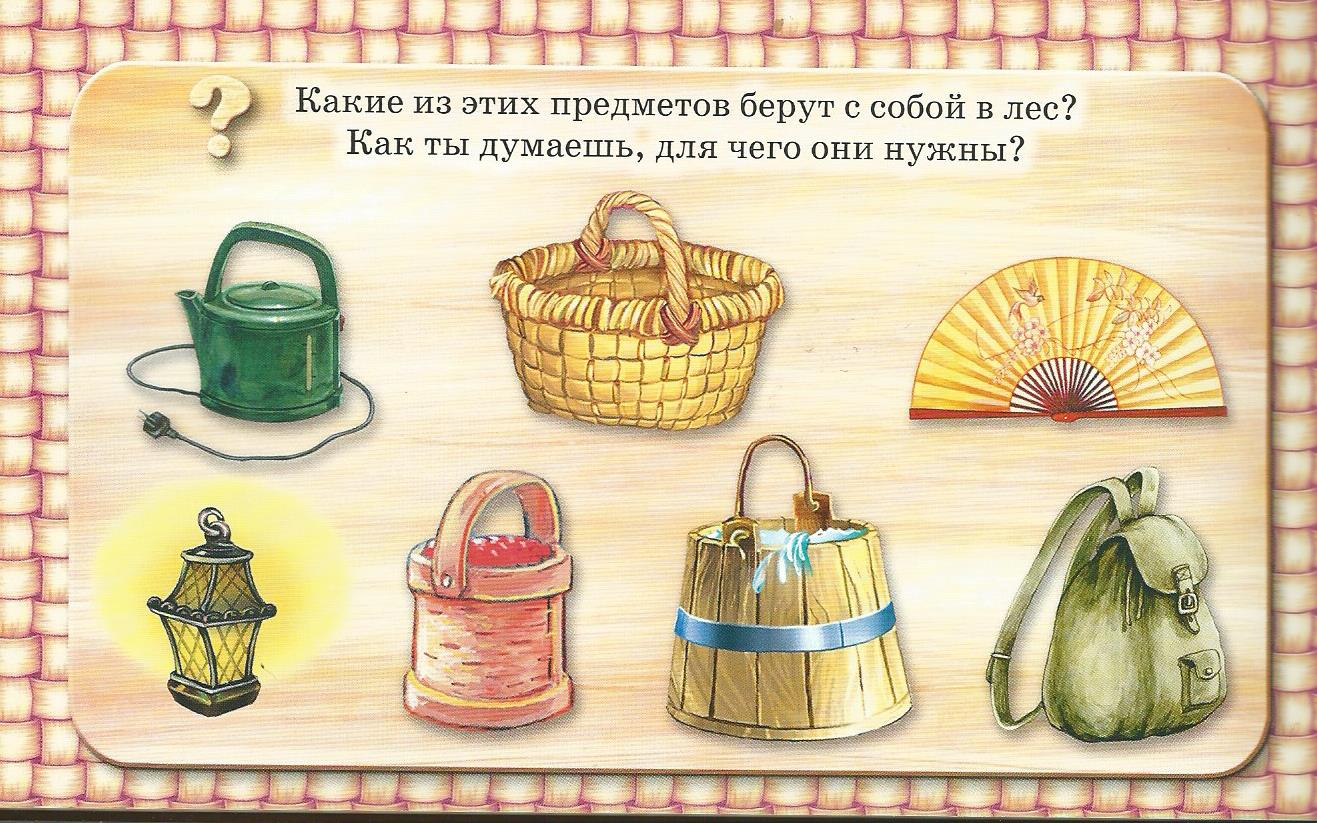 Какие из этих предметов берут с собой в лес?
Как ты думаешь, для чего они нужны?